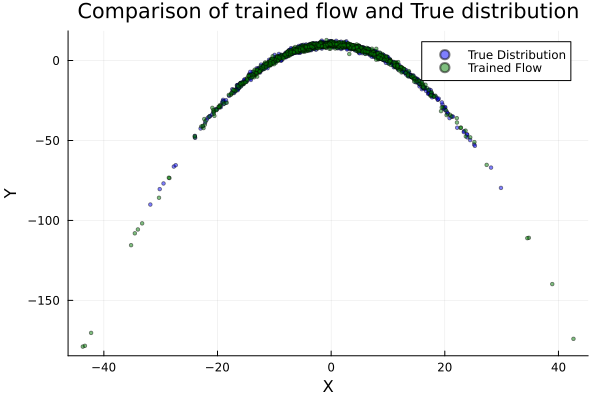 Comparison of trained flow and True distribution
True Distribution
Trained Flow
0
−50
−100
−150
Y
−40
−20
0
20
40
X